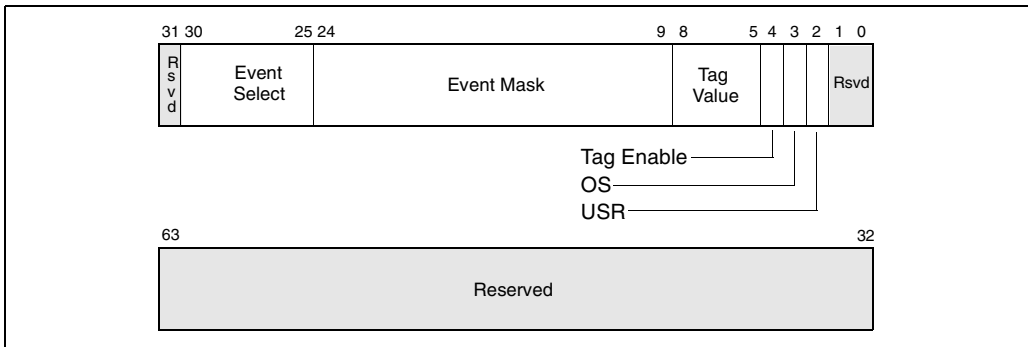 31 30 25 24 9 8 5 4 3 2 1 0
Rsvd
Event
Select
Event Mask
Tag
Value
Rsvd
Tag Enable
OS
USR
63 32
Reserved